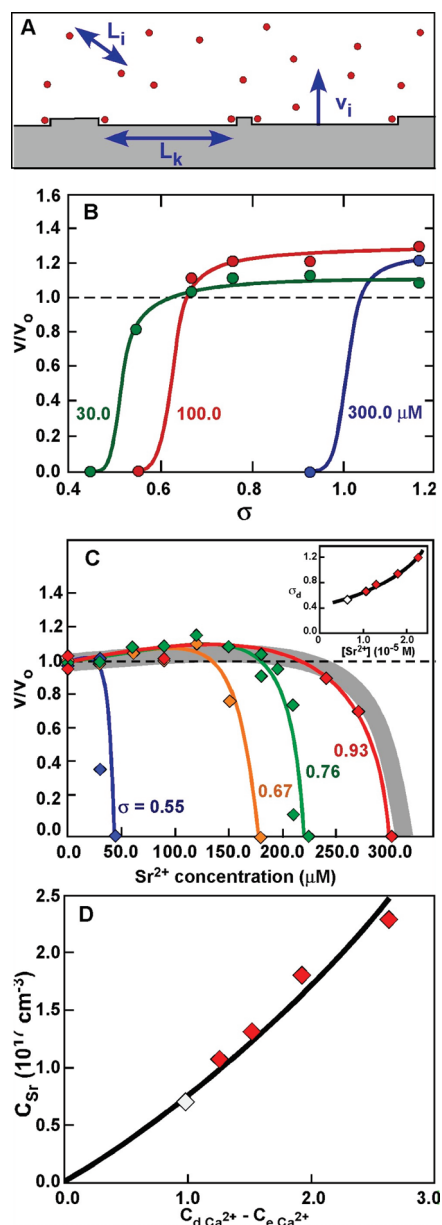 A
L_i
v_i
L_k
B
1.2
1.0
0.8
0.6
0.4
0.2
0.0
v/v_o
30.0
100.0
300.0 μM
0.4
0.6
0.8
1.0
1.2
σ
C
1.4
1.2
1.0
0.8
0.6
0.4
0.2
0.0
v/v_o
1.2
0.8
0.4
0.0
σ_d
0.0
1.0
2.0
[Sr²⁺] (10⁻⁵ M)
σ = 0.55
0.67
0.76
0.93
0.0
50.0
100.0
150.0
200.0
250.0
300.0
Sr²⁺ concentration (μM)
D
2.5
2.0
1.5
1.0
0.5
0.0
C_Sr (10¹⁷ cm⁻³)
0.0
1.0
2.0
3.0
C_d Ca²⁺ - C_e Ca²⁺